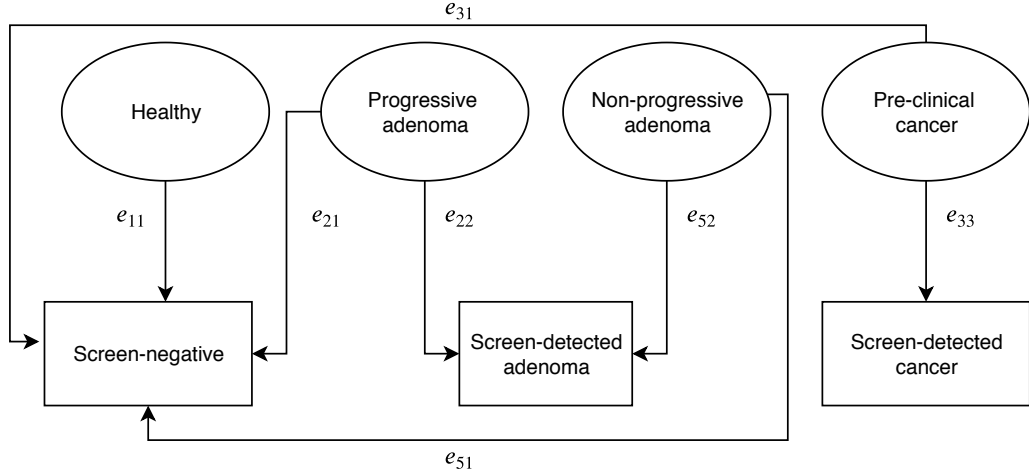 e31
Healthy
Progressive
adenoma
Non-progressive
adenoma
Pre-clinical
cancer
e11
e21
e22
e52
e33
Screen-negative
Screen-detected
adenoma
Screen-detected
cancer
e51